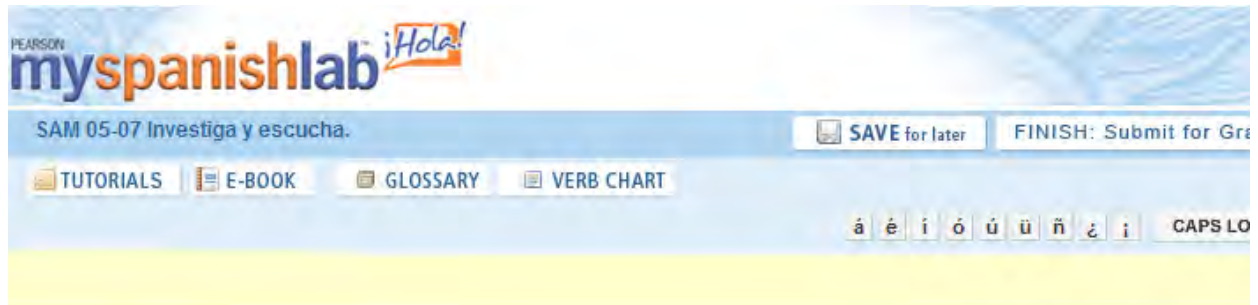 PEARSON
myspanishlab ¡Hola!
SAM 05-07 Investiga y escucha.
SAVE for later
FINISH: Submit for Gra
TUTORIALS
E-BOOK
GLOSSARY
VERB CHART
á é í ó ú ü ñ ¿ ¡ CAPS LO